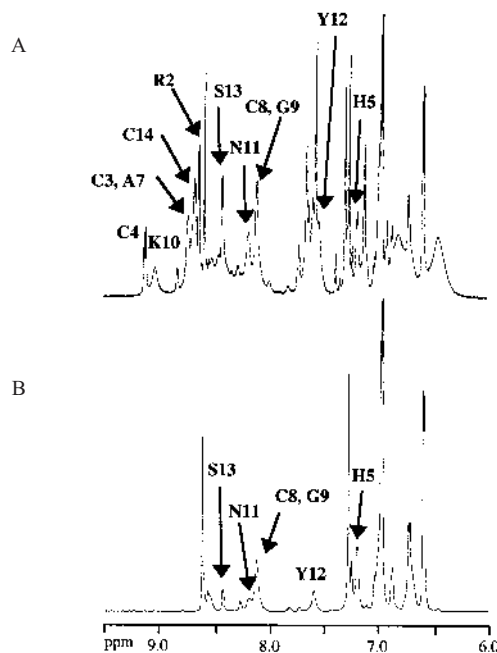 A
Y12
R2
S13
H5
C8, G9
C14
N11
C3, A7
C4
K10
B
S13
C8, G9
H5
N11
Y12
ppm 9.0 8.0 7.0 6.0